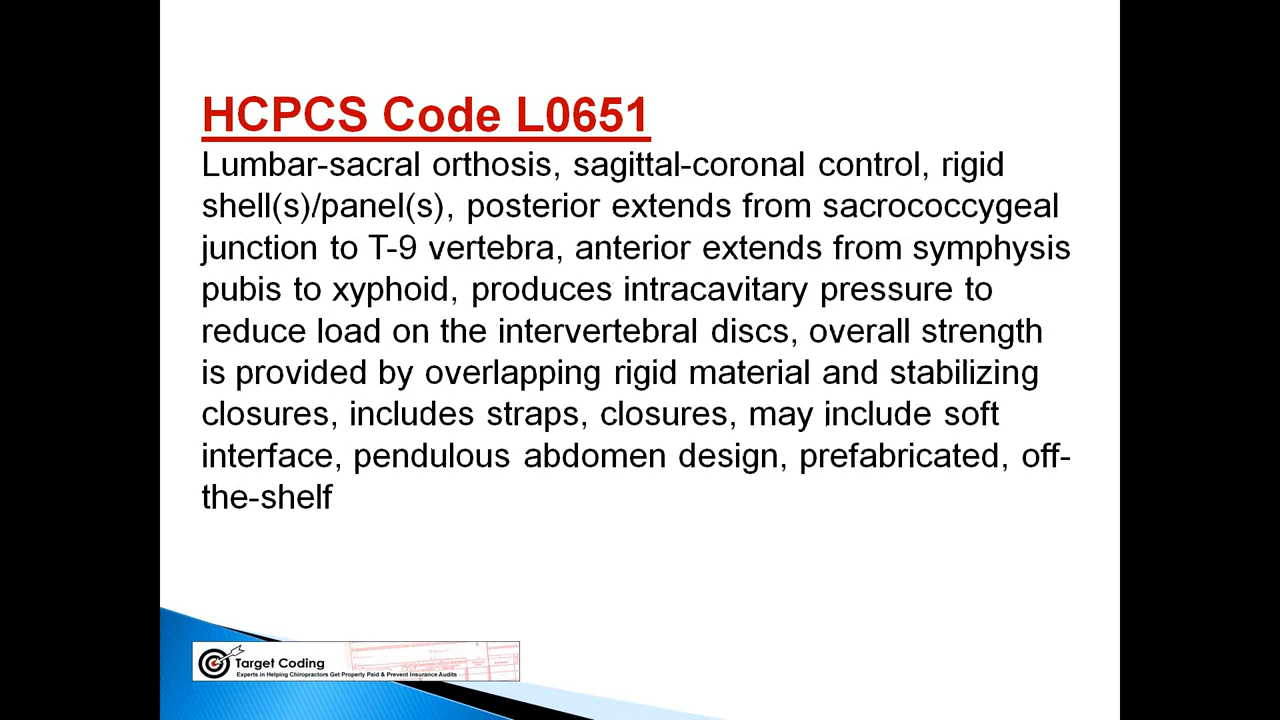 HCPCS Code L0651
Lumbar-sacral orthosis, sagittal-coronal control, rigid
shell(s)/panel(s), posterior extends from sacrococcygeal
junction to T-9 vertebra, anterior extends from symphysis
pubis to xyphoid, produces intracavitary pressure to
reduce load on the intervertebral discs, overall strength
is provided by overlapping rigid material and stabilizing
closures, includes straps, closures, may include soft
interface, pendulous abdomen design, prefabricated, off-
the-shelf
Target Coding
Experts in Helping Chiropractors Get Properly Paid & Prevent Insurance Audits